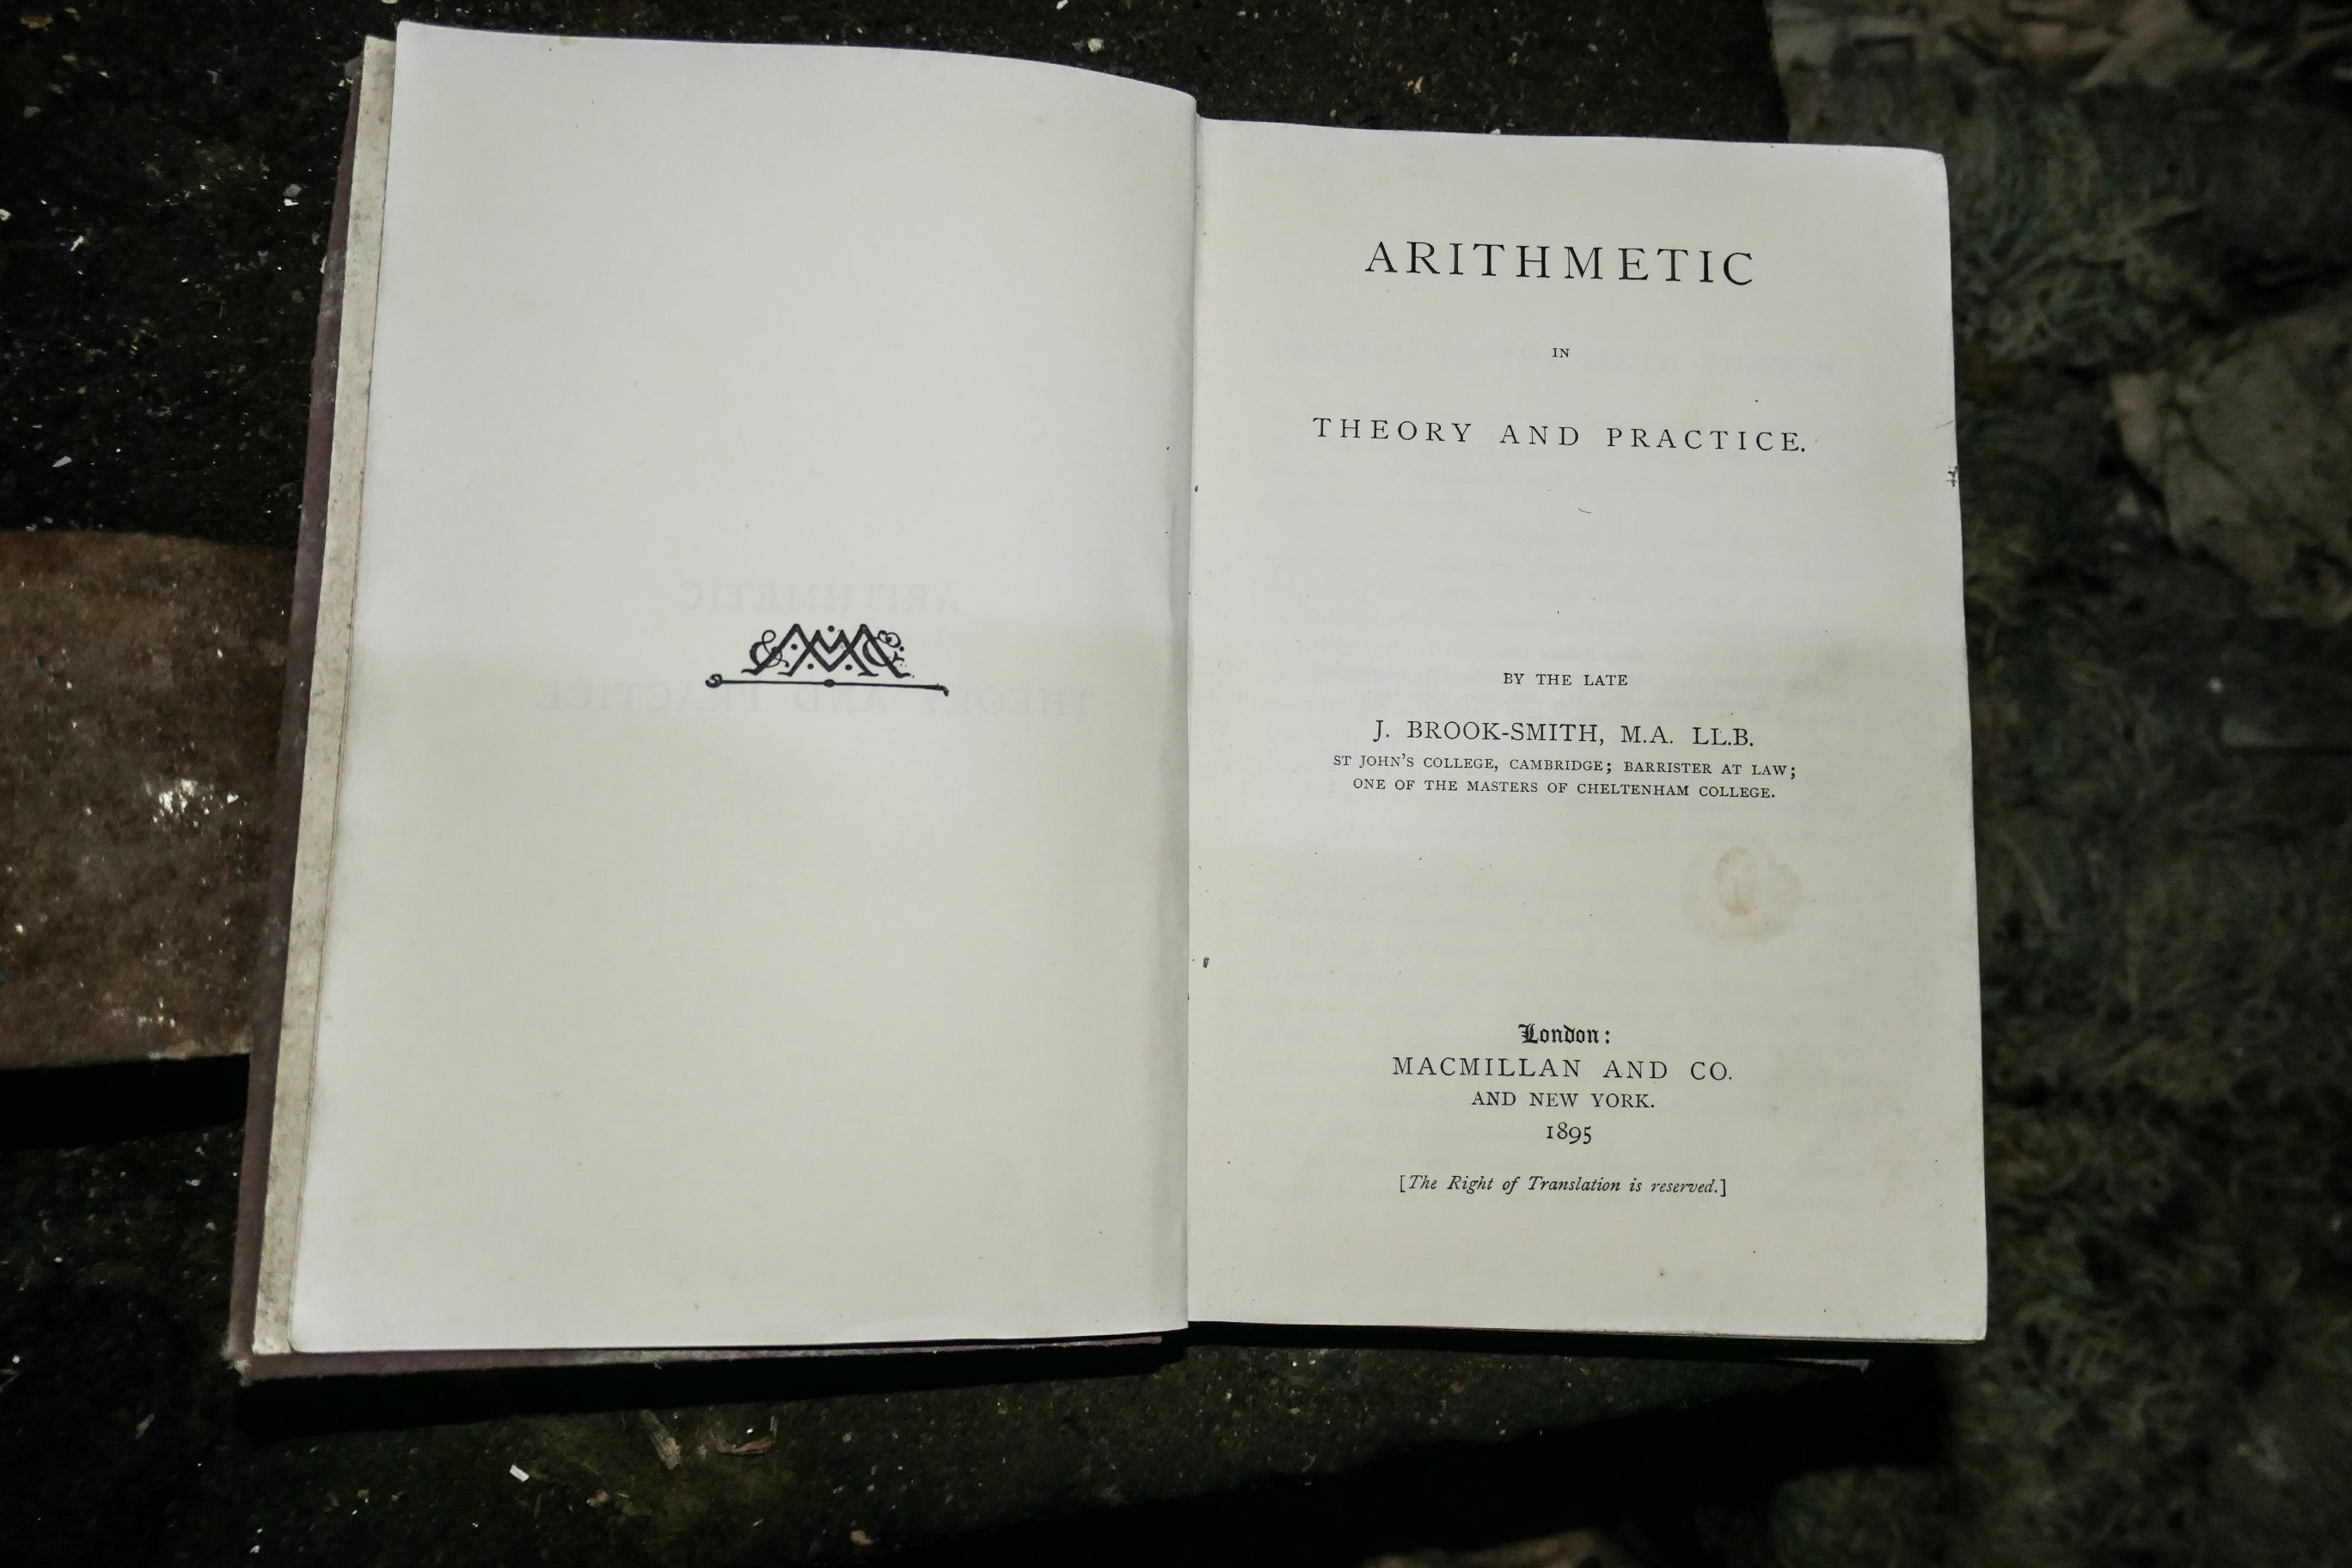 ARITHMETIC
IN
THEORY AND PRACTICE.
BY THE LATE
J. BROOK-SMITH, M.A. LL.B.
ST JOHN'S COLLEGE, CAMBRIDGE; BARRISTER AT LAW;
ONE OF THE MASTERS OF CHELTENHAM COLLEGE.
London:
MACMILLAN AND CO.
AND NEW YORK.
1895
[The Right of Translation is reserved.]